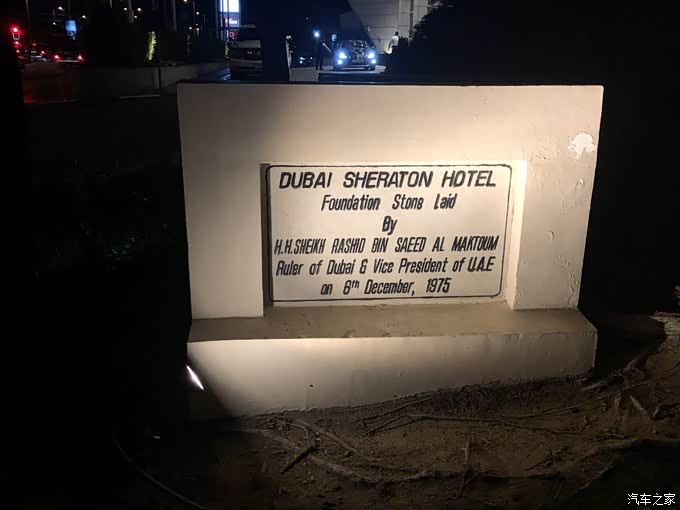 DUBAI SHERATON HOTEL
Foundation Stone Laid
By
H.H.SHEIKH RASHID BIN SAEED AL MAKTOUM
Ruler of Dubai & Vice President of U.A.E
on 6th December, 1975
汽车之家